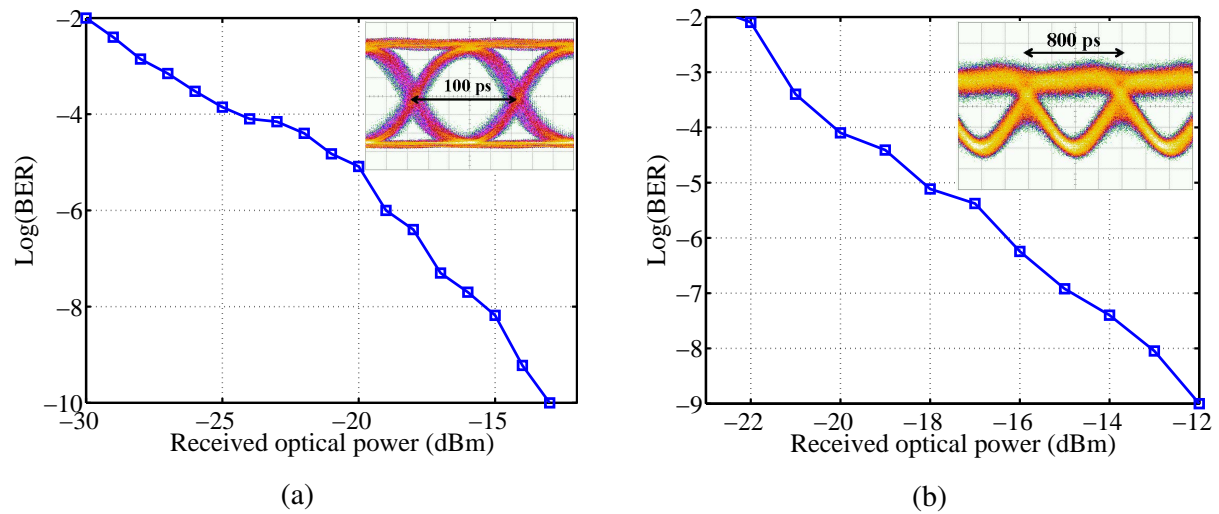 −2
−4
−6
−8
−10
Log(BER)
−30
−25
−20
−15
Received optical power (dBm)
100 ps
(a)
−2
−3
−4
−5
−6
−7
−8
−9
Log(BER)
−22
−20
−18
−16
−14
−12
Received optical power (dBm)
800 ps
(b)